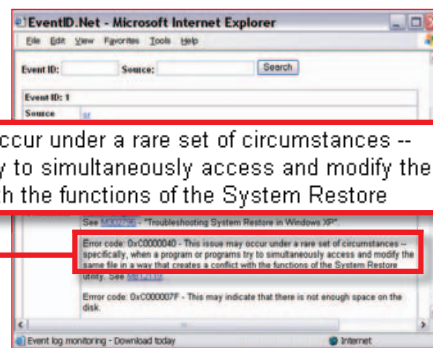 EventID.Net - Microsoft Internet Explorer
File Edit View Favorites Tools Help
Event ID: Source: Search
Event ID: 1
Source sr
occur under a rare set of circumstances --
y to simultaneously access and modify the
th the functions of the System Restore
See M302796 - "Troubleshooting System Restore in Windows XP".
Error code: 0xC0000040 - This issue may occur under a rare set of circumstances --
specifically, when a program or programs try to simultaneously access and modify the
same file in a way that creates a conflict with the functions of the System Restore
utility. See
Error code: 0xC000007F - This may indicate that there is not enough space on the
disk.
Event log monitoring - Download today Internet